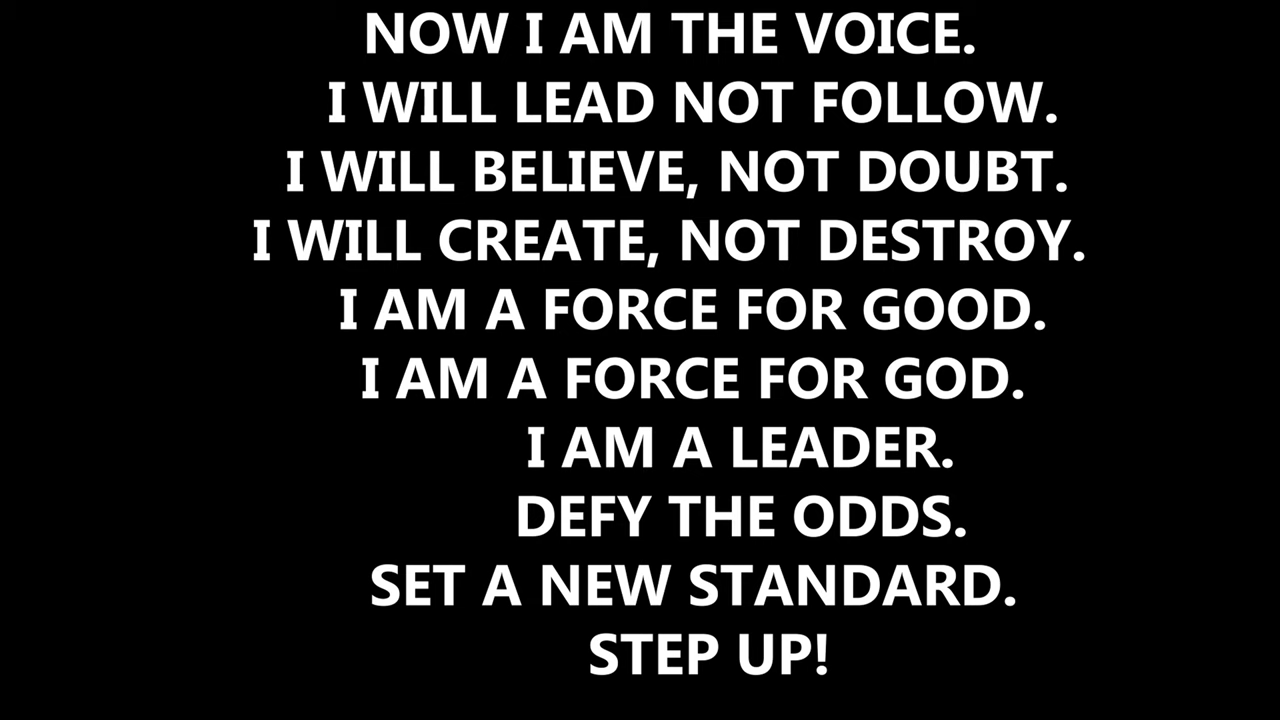 NOW I AM THE VOICE.
I WILL LEAD NOT FOLLOW.
I WILL BELIEVE, NOT DOUBT.
I WILL CREATE, NOT DESTROY.
I AM A FORCE FOR GOOD.
I AM A FORCE FOR GOD.
I AM A LEADER.
DEFY THE ODDS.
SET A NEW STANDARD.
STEP UP!